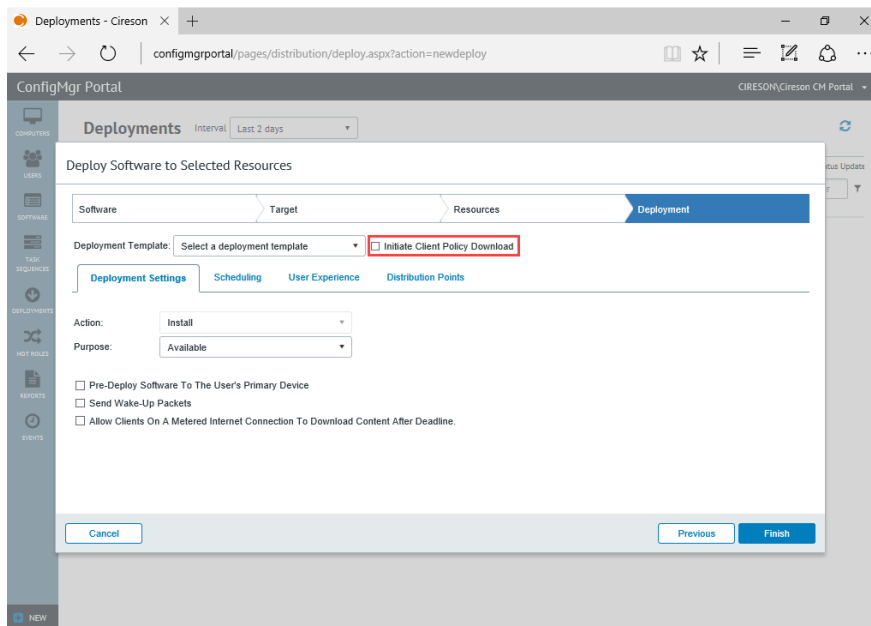 Deployments - Cireson
configmgrportal/pages/distribution/deploy.aspx?action=newdeploy
ConfigMgr Portal
CIRESON\Cireson CM Portal
COMPUTERS
USERS
SOFTWARE
TASK
SEQUENCES
DEPLOYMENTS
HOT ROLES
REPORTS
EVENTS
NEW
Deployments Interval Last 2 days
tus Update
Deploy Software to Selected Resources
Software Target Resources Deployment
Deployment Template: Select a deployment template Initiate Client Policy Download
Deployment Settings Scheduling User Experience Distribution Points
Action: Install
Purpose: Available
Pre-Deploy Software To The User's Primary Device
Send Wake-Up Packets
Allow Clients On A Metered Internet Connection To Download Content After Deadline.
Cancel Previous Finish